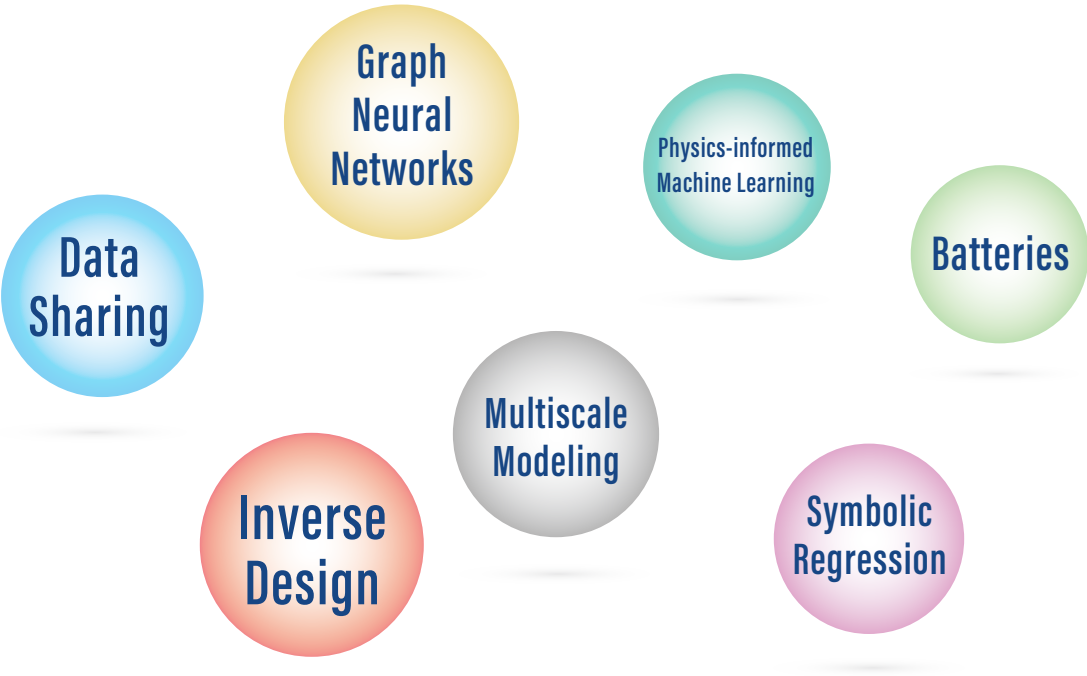 Graph
Neural
Networks
Physics-informed
Machine Learning
Batteries
Data
Sharing
Multiscale
Modeling
Inverse
Design
Symbolic
Regression